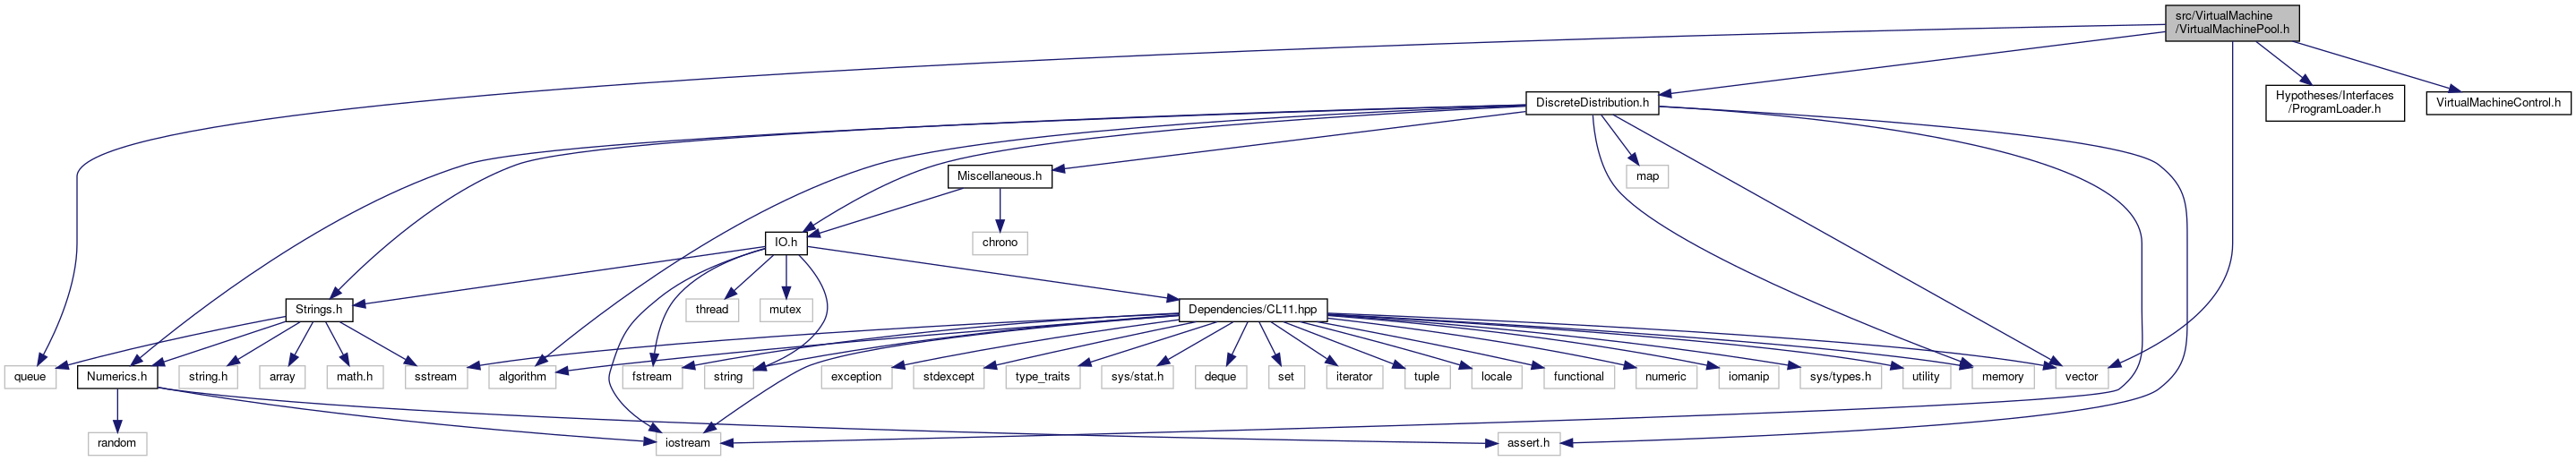 src/VirtualMachine
/VirtualMachinePool.h
DiscreteDistribution.h
Hypotheses/Interfaces
/ProgramLoader.h
VirtualMachineControl.h
Miscellaneous.h
map
IO.h
chrono
Strings.h
thread
mutex
Dependencies/CL11.hpp
queue
Numerics.h
string.h
array
math.h
sstream
algorithm
fstream
string
exception
stdexcept
type_traits
sys/stat.h
deque
set
iterator
tuple
locale
functional
numeric
iomanip
sys/types.h
utility
memory
vector
random
iostream
assert.h